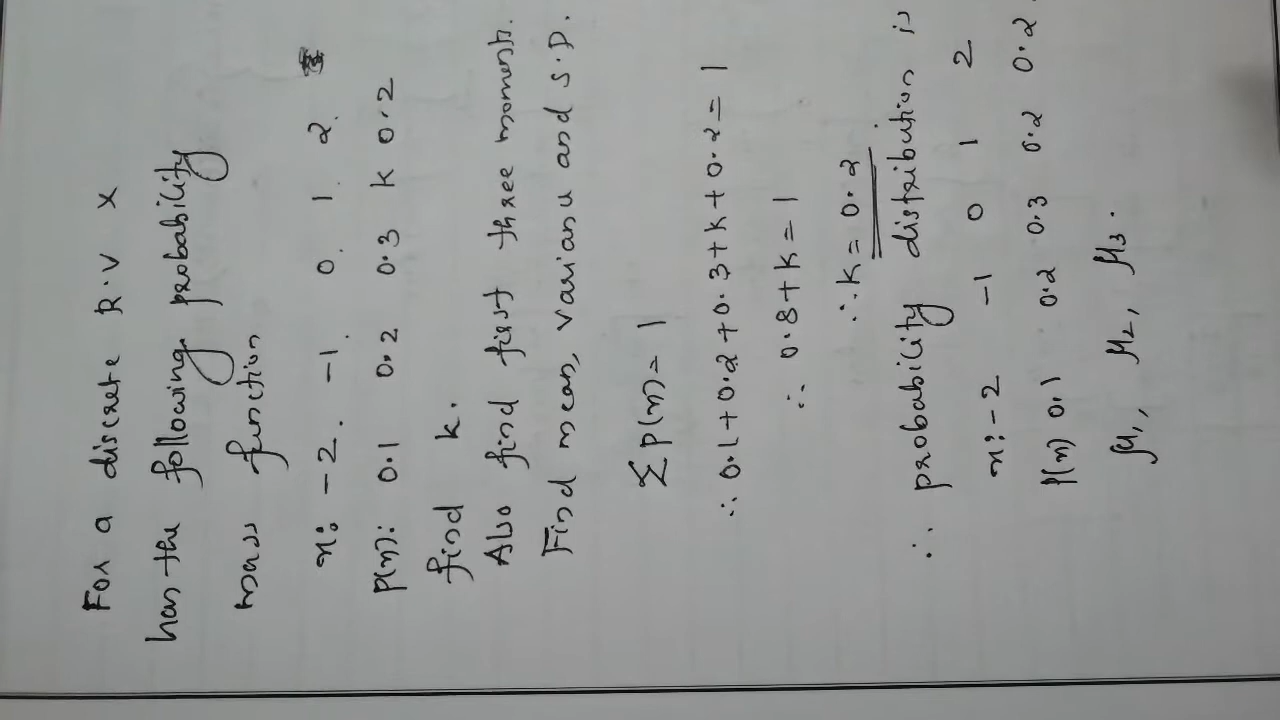 For a discrete R.V X
has the following probability
mass function
x: -2. -1. 0. 1. 2.
p(x): 0.1 0.2 0.3 K 0.2
find k.
Also find first three moments.
Find mean, variance and S.D.
∑ p(x) = 1
∴ 0.1 + 0.2 + 0.3 + K + 0.2 = 1
∴ 0.8 + K = 1
∴ K = 0.2
∴ probability distribution is
x: -2 -1 0 1 2
p(x) 0.1 0.2 0.3 0.2 0.2.
μ1, μ2, μ3.